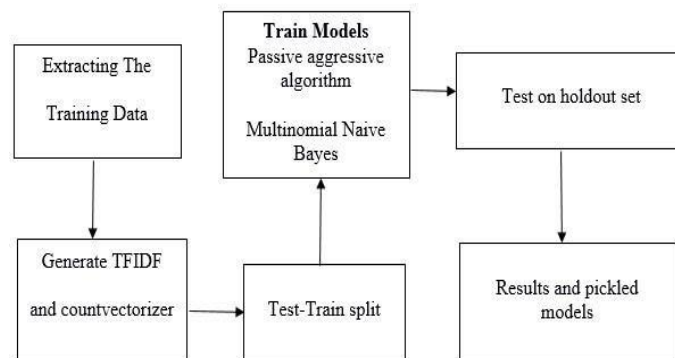 Extracting The
Training Data
Generate TFIDF
and countvectorizer
Test-Train split
Train Models
Passive aggressive
algorithm
Multinomial Naive
Bayes
Test on holdout set
Results and pickled
models